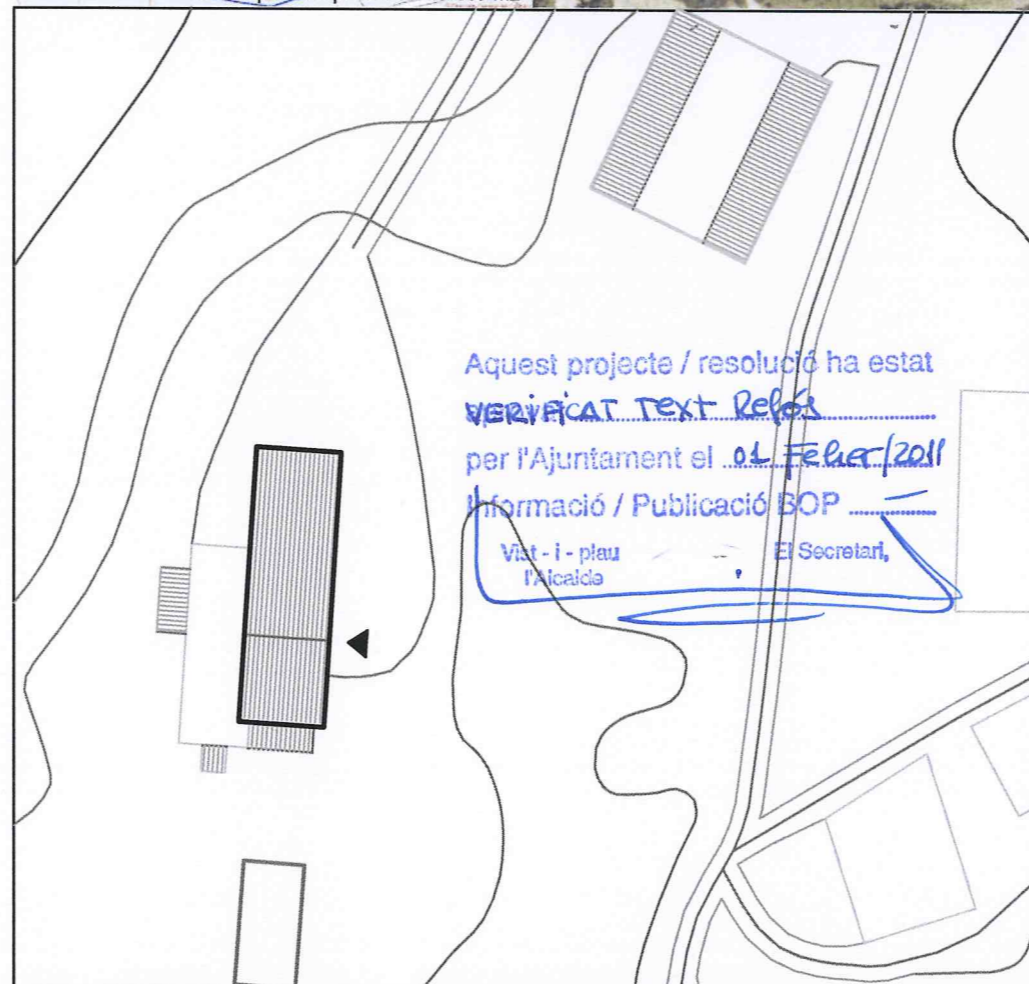 Aquest projecte / resolució ha estat
VERIFICAT TEXT Refós
per l'Ajuntament el 01 Febrer/2011
Informació / Publicació BOP
Vist - i - plau
El Secretari,
l'Alcalde